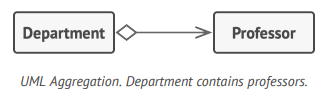 Department
Professor
UML Aggregation. Department contains professors.